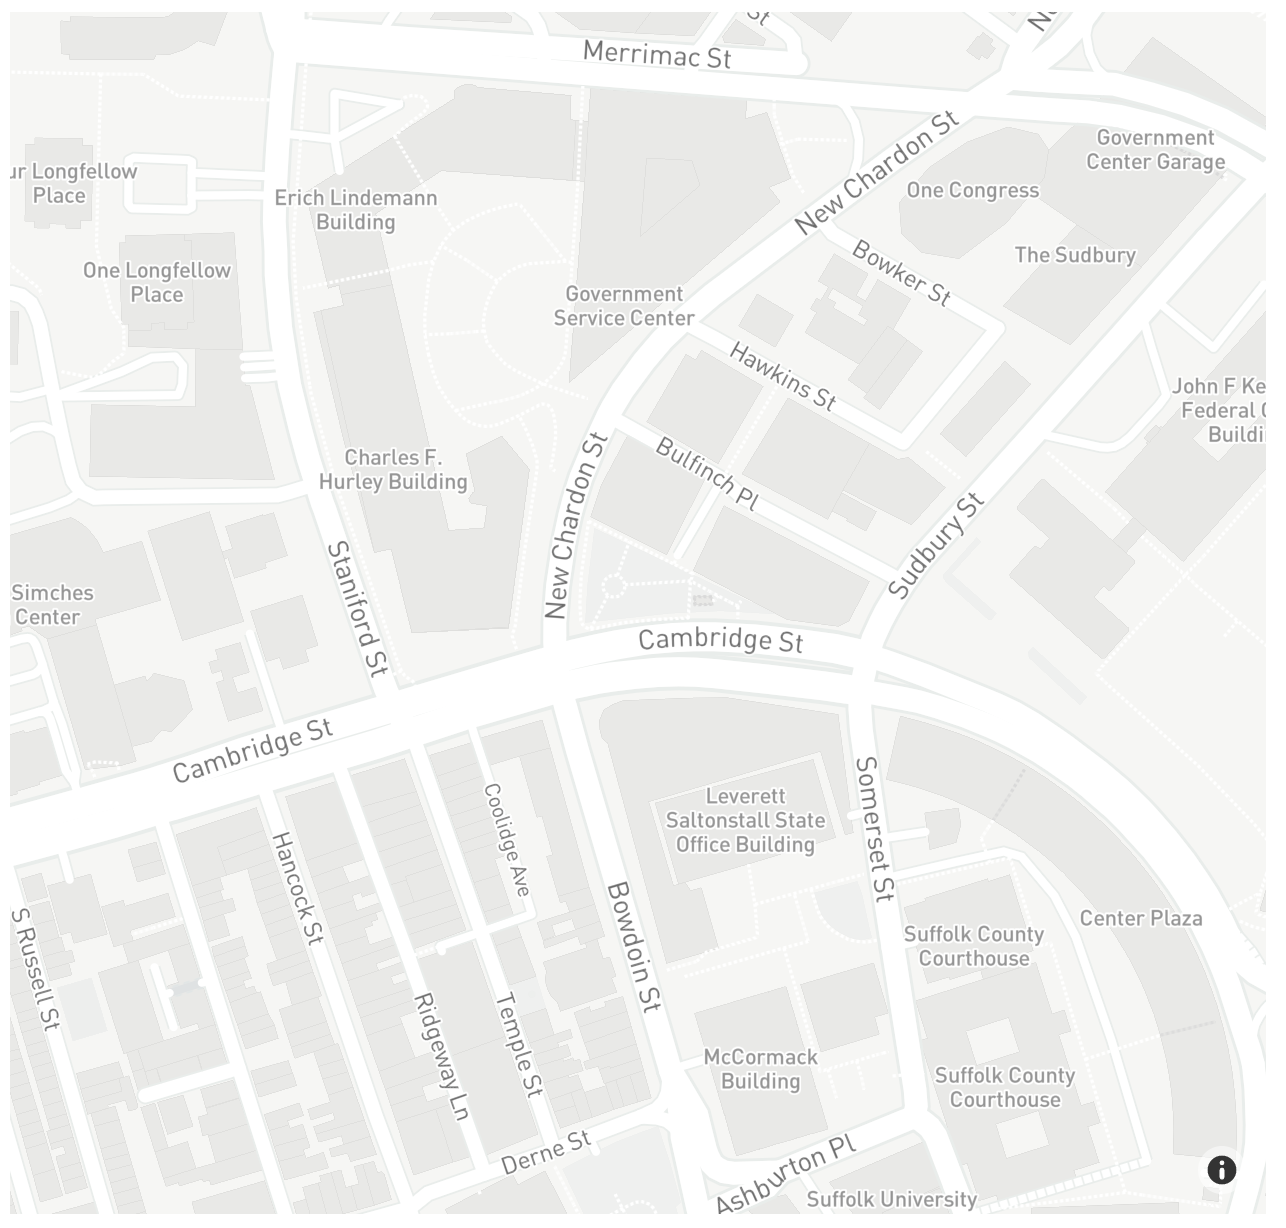 St
Merrimac St
New Chardon St
Government
Center Garage
ur Longfellow
Place
Erich Lindemann
Building
One Congress
Bowker St
The Sudbury
One Longfellow
Place
Government
Service Center
Hawkins St
John F Ke
Federal
Buildi
Charles F.
Hurley Building
Bulfinch Pl
New Chardon St
Sudbury St
Staniford St
Simches
Center
Cambridge St
Cambridge St
Coolidge Ave
Leverett
Saltonstall State
Office Building
Somerset St
Hancock St
S Russell St
Bowdoin St
Center Plaza
Suffolk County
Courthouse
Ridgeway Ln
Temple St
McCormack
Building
Suffolk County
Courthouse
Derne St
Ashburton Pl
Suffolk University